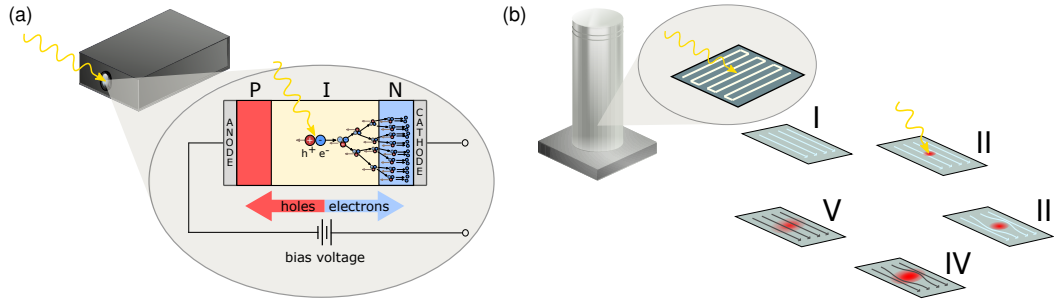 (a)
P I N
ANODE
CATHODE
h+ e-
holes electrons
bias voltage
(b)
I
II
V
II
IV